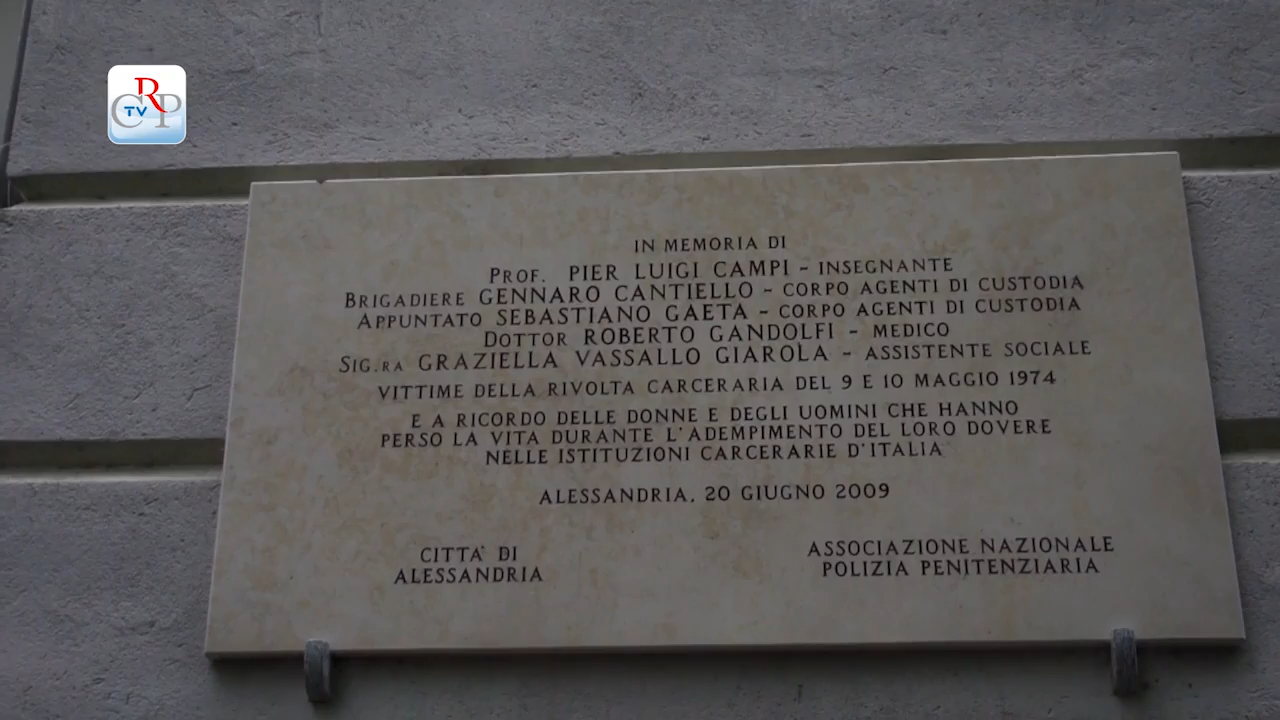 CRP
TV
IN MEMORIA DI
PROF. PIER LUIGI CAMPI - INSEGNANTE
BRIGADIERE GENNARO CANTIELLO - CORPO AGENTI DI CUSTODIA
APPUNTATO SEBASTIANO GAETA - CORPO AGENTI DI CUSTODIA
DOTTOR ROBERTO GANDOLFI - MEDICO
SIG.RA GRAZIELLA VASSALLO GIAROLA - ASSISTENTE SOCIALE
VITTIME DELLA RIVOLTA CARCERARIA DEL 9 E 10 MAGGIO 1974
E A RICORDO DELLE DONNE E DEGLI UOMINI CHE HANNO
PERSO LA VITA DURANTE L'ADEMPIMENTO DEL LORO DOVERE
NELLE ISTITUZIONI CARCERARIE D'ITALIA
ALESSANDRIA, 20 GIUGNO 2009
CITTA' DI
ALESSANDRIA
ASSOCIAZIONE NAZIONALE
POLIZIA PENITENZIARIA